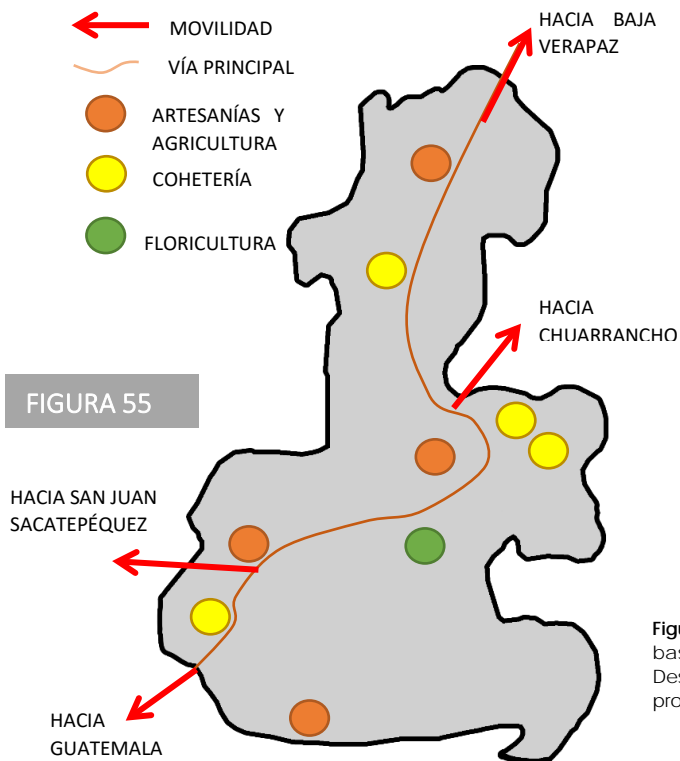 MOVILIDAD
VÍA PRINCIPAL
ARTESANÍAS Y
AGRICULTURA
COHETERÍA
FLORICULTURA
HACIA BAJA
VERAPAZ
HACIA
CHUARRANCHO
FIGURA 55
HACIA SAN JUAN
SACATEPÉQUEZ
HACIA
GUATEMALA